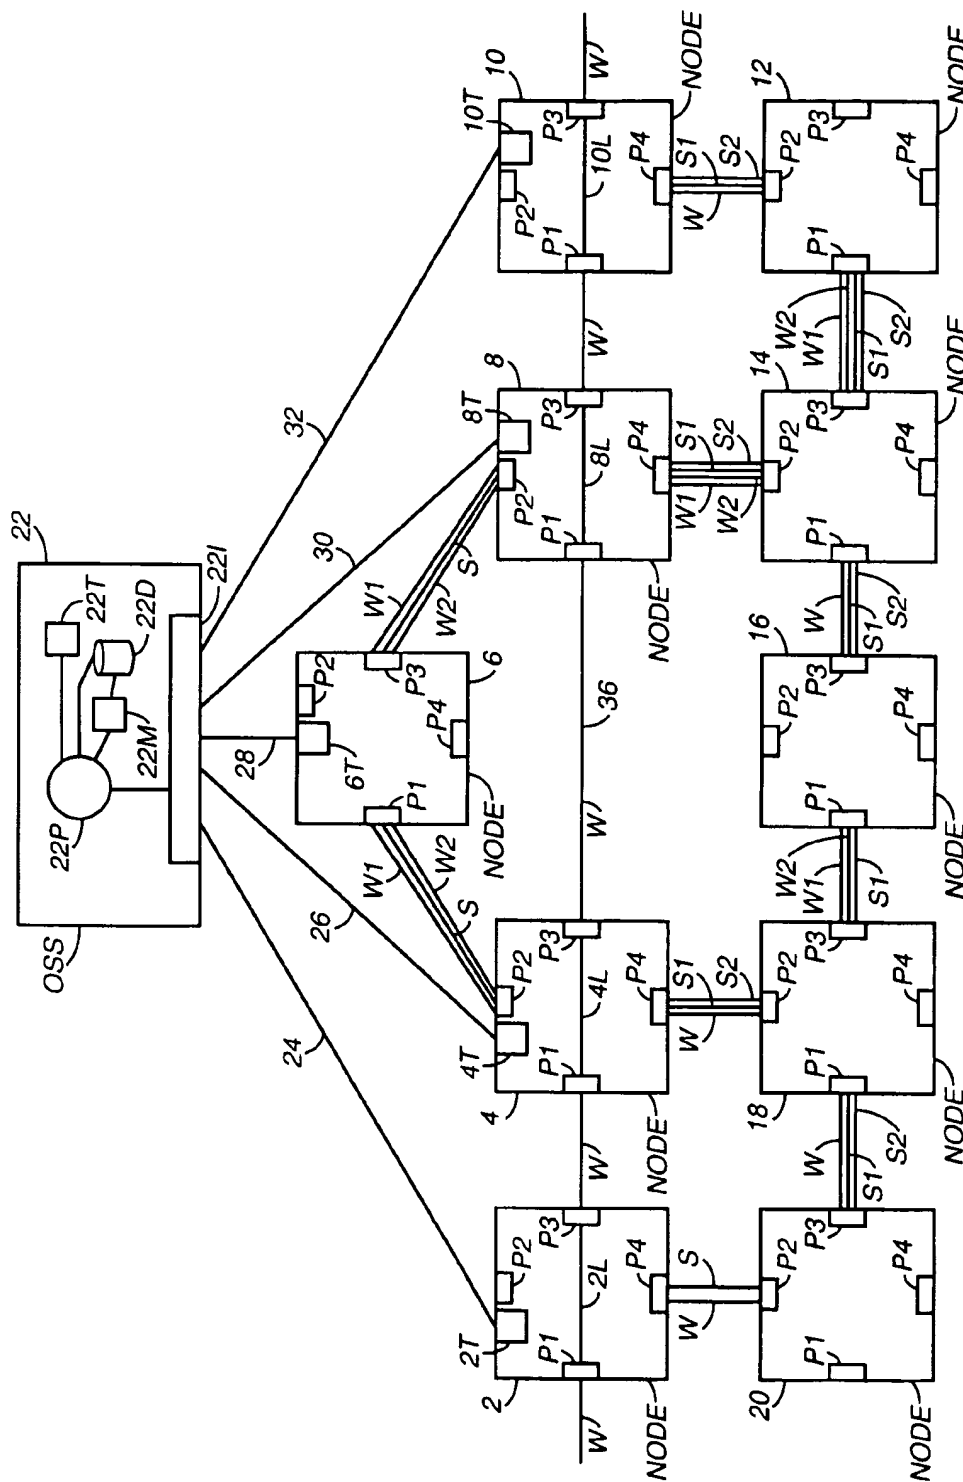 OSS
22
22T
22D
22M
22P
22I
24
26
28
30
32
2T
P2
4T
P2
6T
P2
P1
P3
P4
6
NODE
W1
S
W2
W1
S
W2
P2
8T
8
P2
10T
10
W
2
P1
2L
P3
P4
NODE
W
4
P1
4L
P3
P4
NODE
W
36
P1
8L
P3
P4
NODE
W
P1
10L
P3
P4
NODE
W
W
S
W
S1
S2
W1
W2
S1
S2
W
S1
S2
20
P1
P2
P3
P4
NODE
W
S1
S2
18
P1
P2
P3
P4
NODE
W1
W2
S1
16
P1
P2
P3
P4
NODE
W
S1
S2
14
P1
P2
P3
P4
NODE
W1
W2
S1
S2
12
P1
P2
P3
P4
NODE